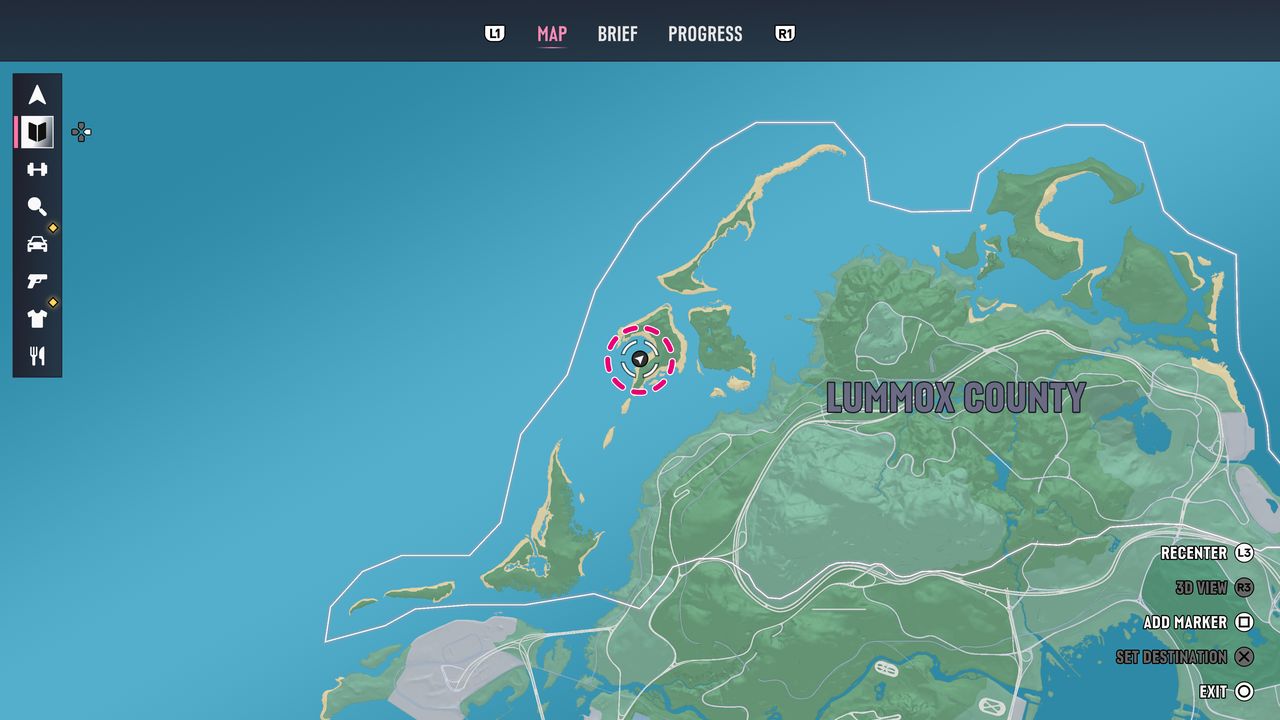 L1 MAP BRIEF PROGRESS R1
LUMMOX COUNTY
RECENTER L3
3D VIEW R3
ADD MARKER
SET DESTINATION
EXIT